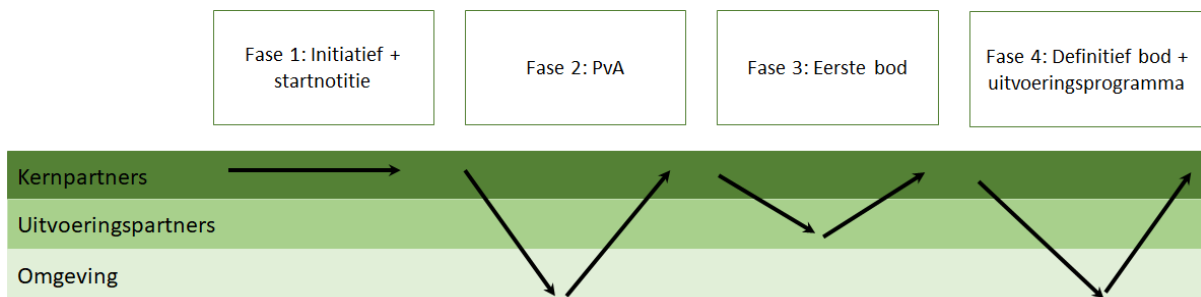 Fase 1: Initiatief +
startnotitie
Fase 2: PvA
Fase 3: Eerste bod
Fase 4: Definitief bod +
uitvoeringsprogramma
Kernpartners
Uitvoeringspartners
Omgeving